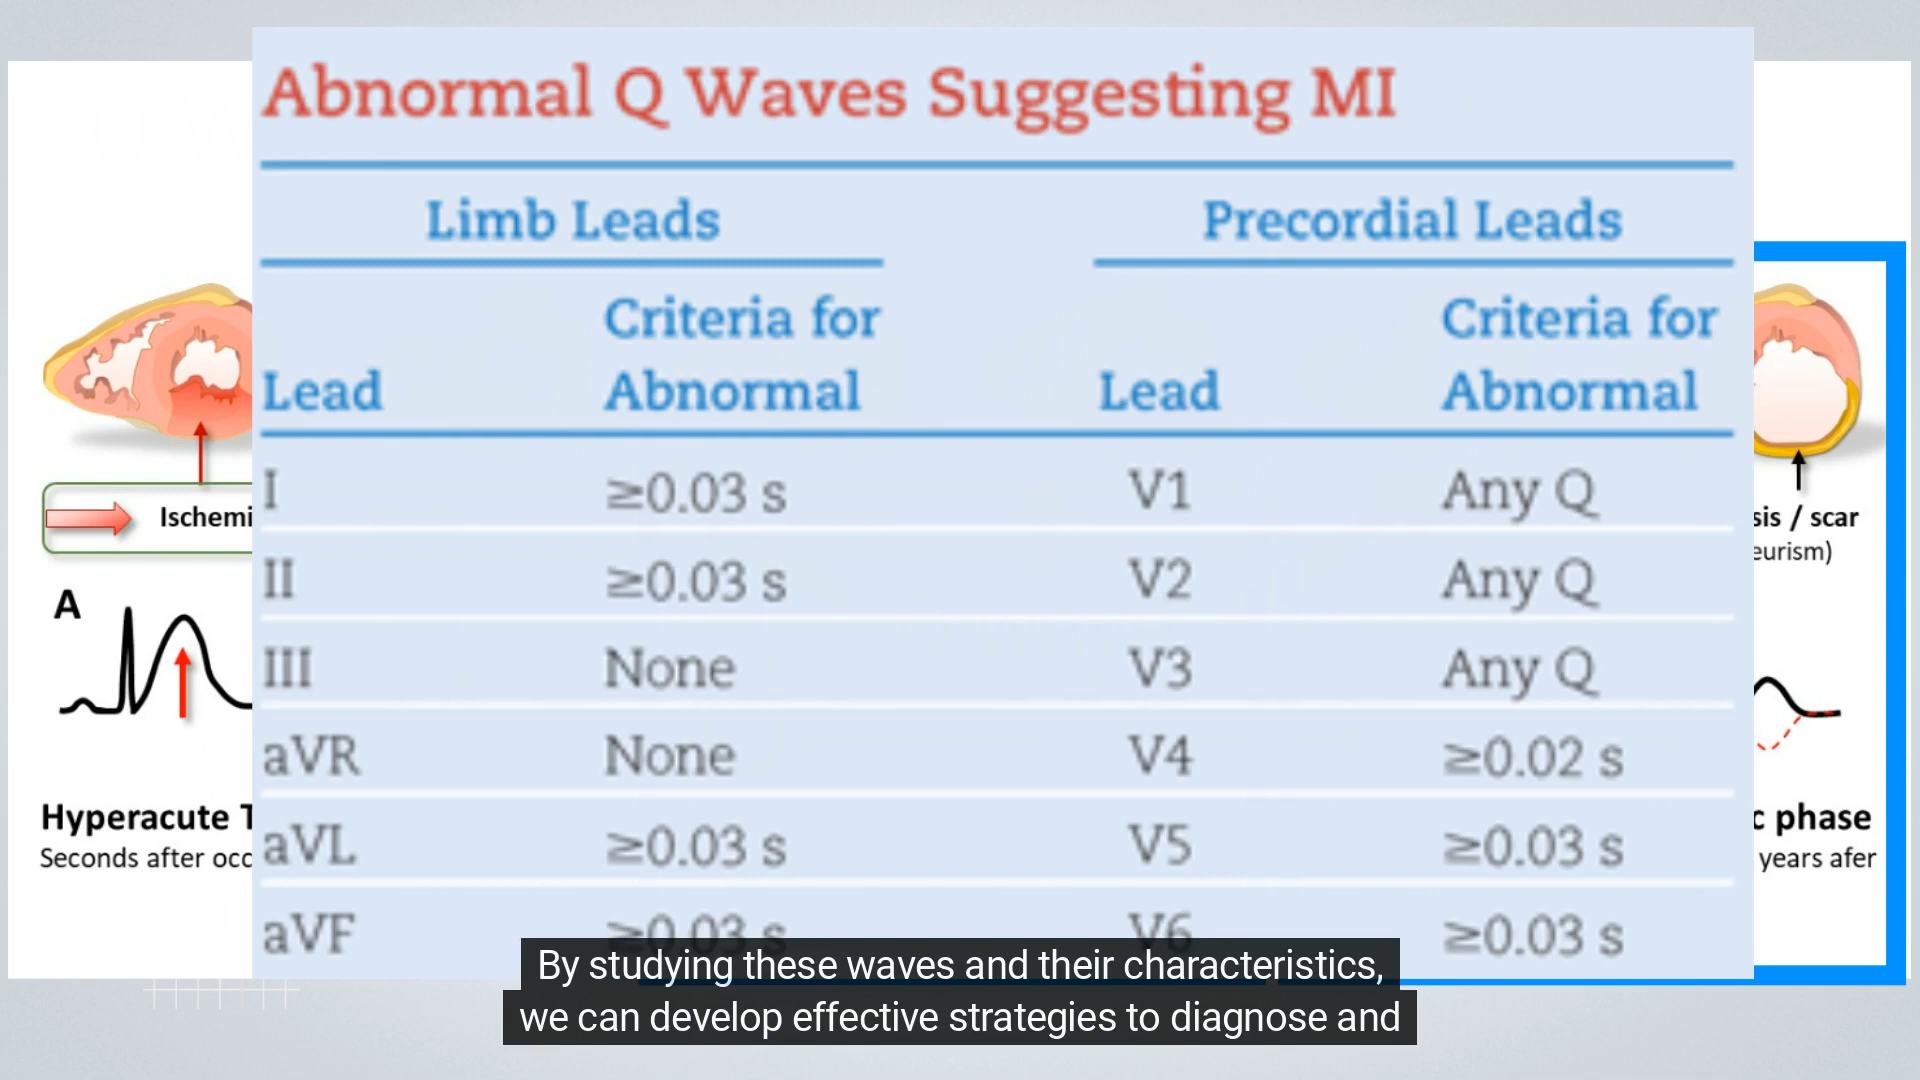 Abnormal Q Waves Suggesting MI
Limb Leads Precordial Leads
Lead Criteria for Abnormal Lead Criteria for Abnormal
I ≥0.03 s V1 Any Q
II ≥0.03 s V2 Any Q
III None V3 Any Q
aVR None V4 ≥0.02 s
aVL ≥0.03 s V5 ≥0.03 s
aVF ≥0.03 s V6 ≥0.03 s
Ischemi
A
Hyperacute T
Seconds after occ
sis / scar
eurism)
c phase
years afer
By studying these waves and their characteristics,
we can develop effective strategies to diagnose and